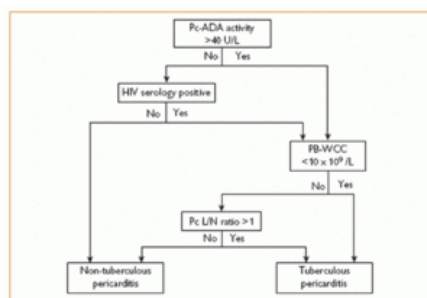 Pc-ADA activity
>40 U/L
No Yes
HIV serology positive
No Yes
PB-WCC
<10 x 10⁹ /L
No Yes
Pc L/N ratio >1
No Yes
Non-tuberculous
pericarditis
Tuberculous
pericarditis